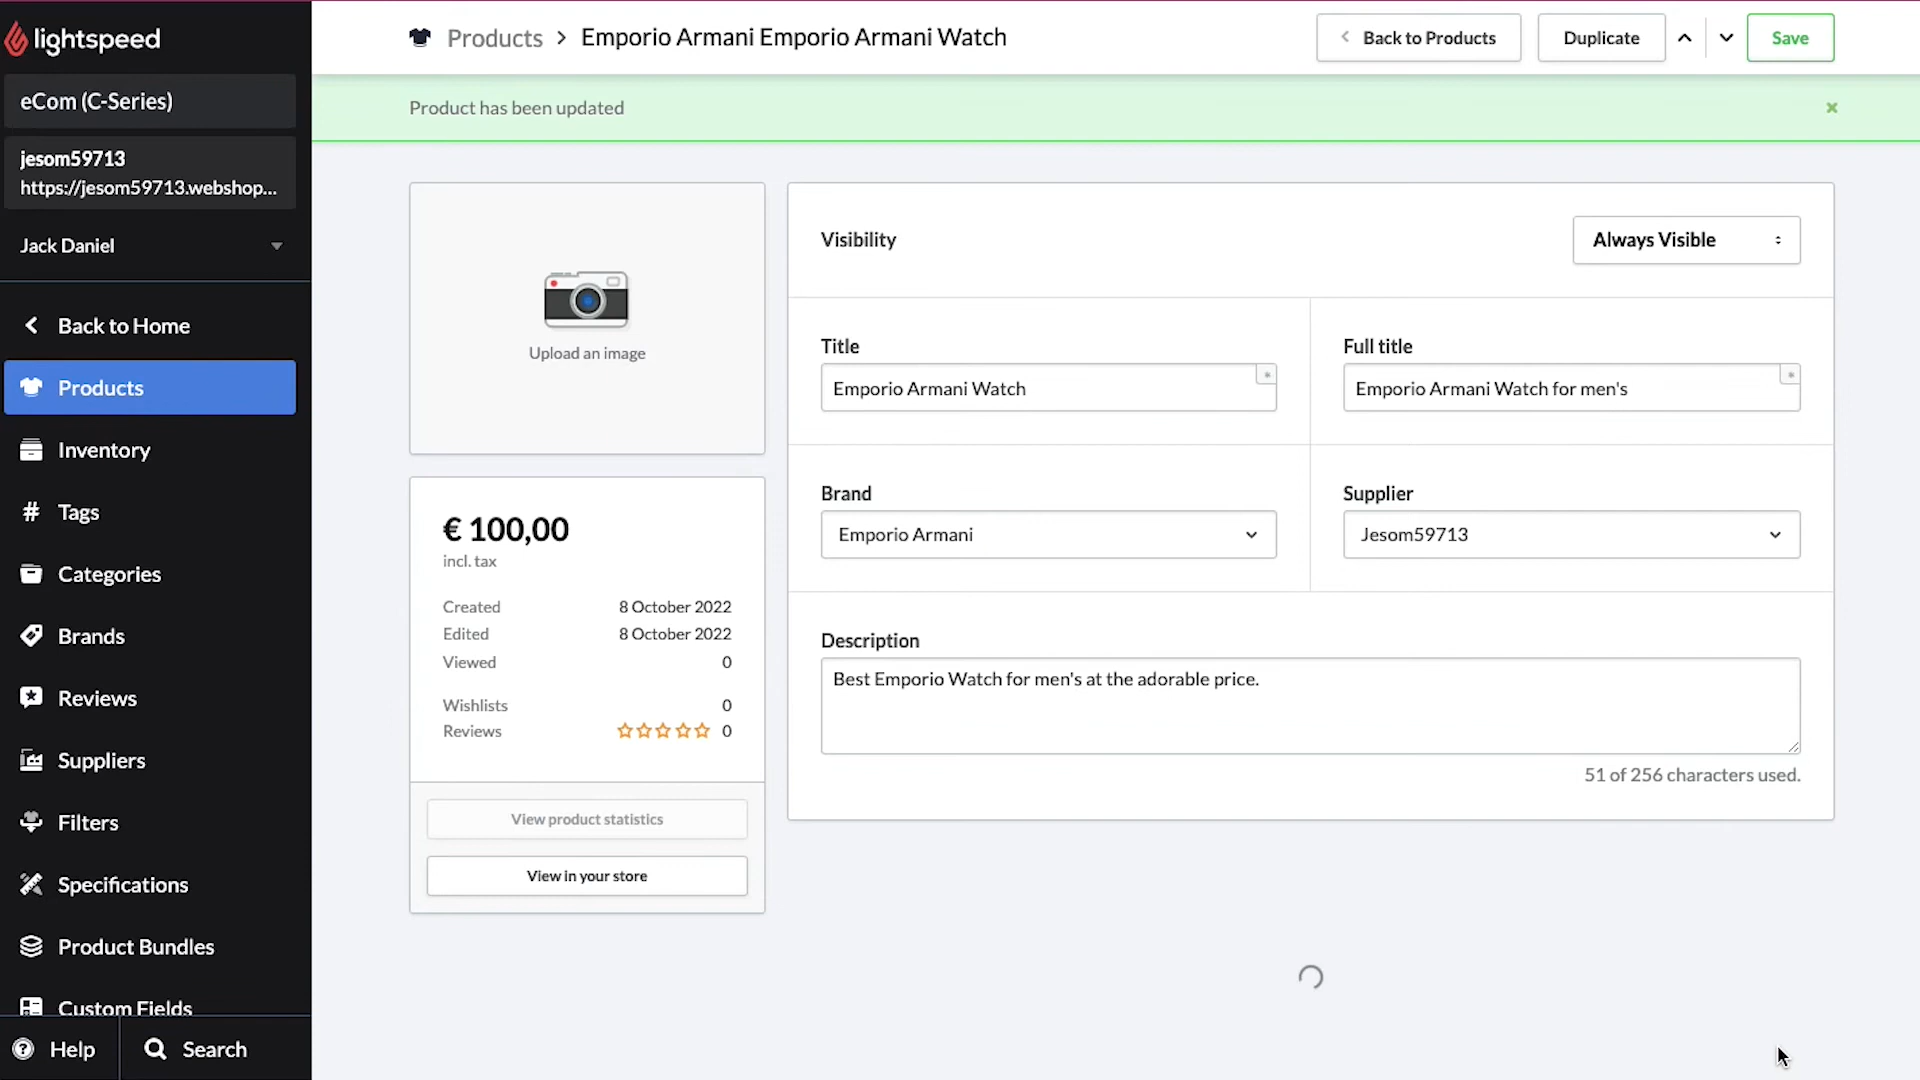 lightspeed
eCom (C-Series)
jesom59713
https://jesom59713.webshop...
Jack Daniel
Back to Home
Products
Inventory
Tags
Categories
Brands
Reviews
Suppliers
Filters
Specifications
Product Bundles
Custom Fields
Help
Search
Products > Emporio Armani Emporio Armani Watch
Back to Products
Duplicate
Save
Product has been updated
Upload an image
€ 100,00
incl. tax
Created 8 October 2022
Edited 8 October 2022
Viewed 0
Wishlists 0
Reviews 0
View product statistics
View in your store
Visibility
Always Visible
Title
Emporio Armani Watch
Full title
Emporio Armani Watch for men's
Brand
Emporio Armani
Supplier
Jesom59713
Description
Best Emporio Watch for men's at the adorable price.
51 of 256 characters used.